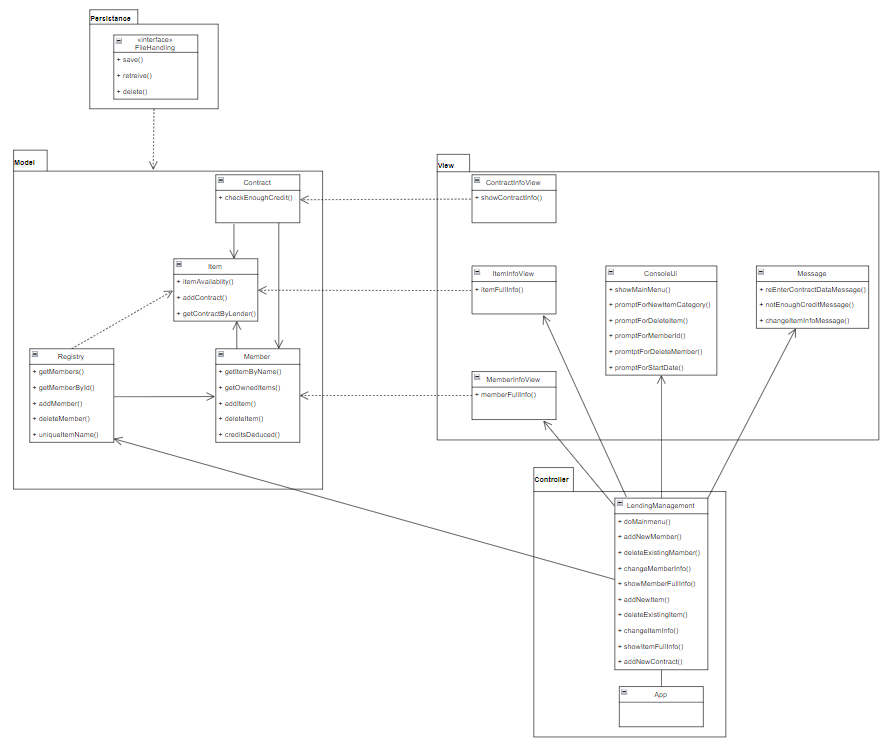 Persistance
«interface»
FileHandling
+ save()
+ retreive()
+ delete()
Model
Contract
+ checkEnoughCredit()
Item
+ itemAvailablity()
+ addContract()
+ getContractByLender()
Registry
+ getMembers()
+ getMemberById()
+ addMember()
+ deleteMember()
+ uniqueItemName()
Member
+ getItemByName()
+ getOwnedItems()
+ addItem()
+ deleteItem()
+ creditsDeduced()
View
ContractInfoView
+ showContractInfo()
ItemInfoView
+ itemFullInfo()
MemberInfoView
+ memberFullInfo()
ConsoleUi
+ showMainMenu()
+ promptForNewItemCategory()
+ promptForDeleteItem()
+ promptForMemberId()
+ promtptForDeleteMember()
+ promptForStartDate()
Message
+ reEnterContractDataMessage()
+ notEnoughCreditMessage()
+ changeItemInfoMessage()
Controller
LendingManagement
+ doMainmenu()
+ addNewMember()
+ deleteExistingMamber()
+ changeMemberInfo()
+ showMemberFullInfo()
+ addNewItem()
+ deleteExistingItem()
+ changeItemInfo()
+ showItemFullInfo()
+ addNewContract()
App